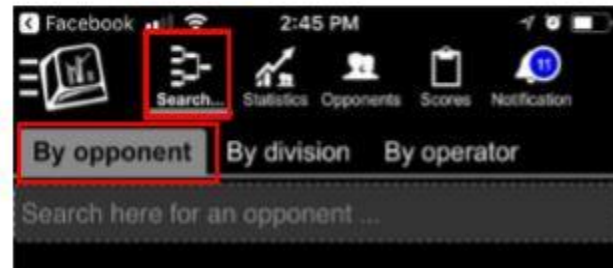 Facebook 2:45 PM
Search... Statistics Opponents Scores Notification
11
By opponent By division By operator
Search here for an opponent ...